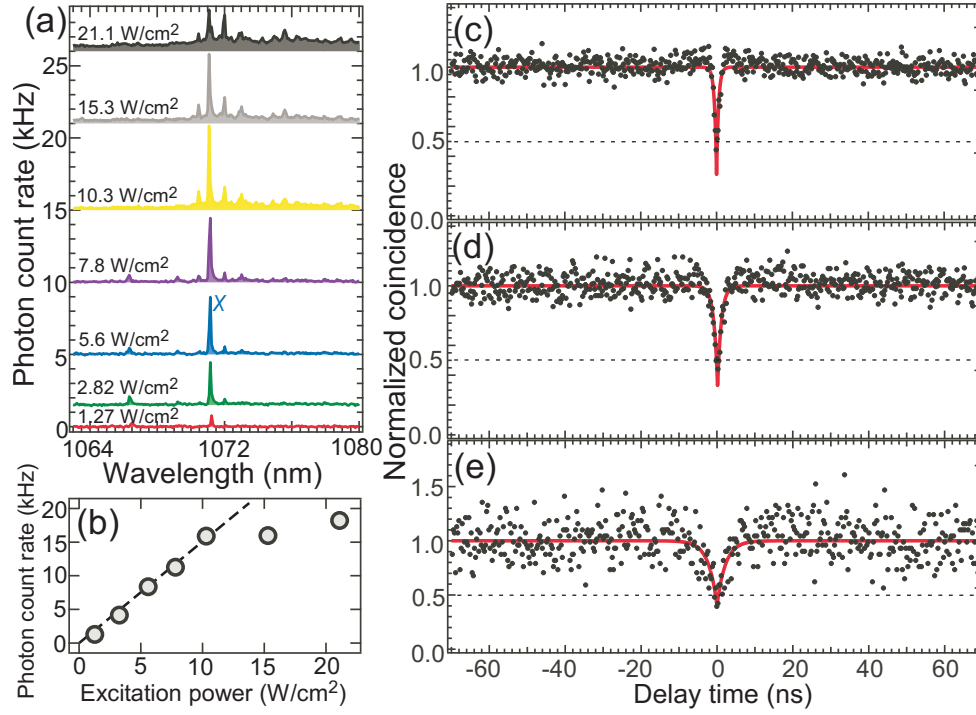 (a)
21.1 W/cm2
15.3 W/cm2
10.3 W/cm2
7.8 W/cm2
X
5.6 W/cm2
2.82 W/cm2
1.27 W/cm2
25
20
15
10
5
0
Photon count rate (kHz)
1064
1072
1080
Wavelength (nm)
(b)
20
15
10
5
0
Photon count rate (kHz)
0
5
10
15
20
Excitation power (W/cm2)
(c)
1.0
0.5
0.0
(d)
1.0
0.5
0.0
Normalized coincidence
(e)
1.5
1.0
0.5
0.0
-60
-40
-20
0
20
40
60
Delay time (ns)